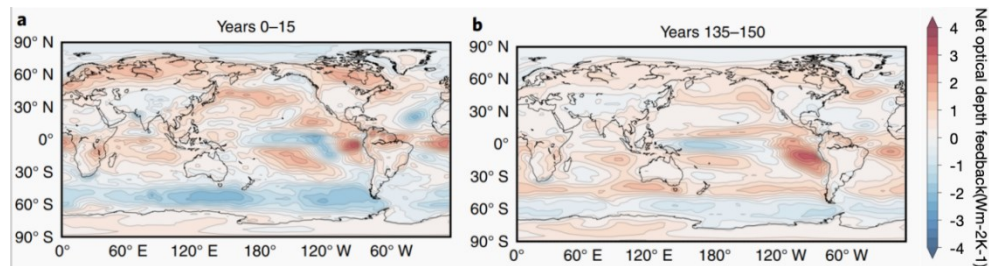 a
Years 0–15
90° N
60° N
30° N
0°
30° S
60° S
90° S
0°
60° E
120° E
180°
120° W
60° W
b
Years 135–150
90° N
60° N
30° N
0°
30° S
60° S
90° S
0°
60° E
120° E
180°
120° W
60° W
4
3
2
1
0
-1
-2
-3
-4
Net optical depth feedback(Wm-2K-1)